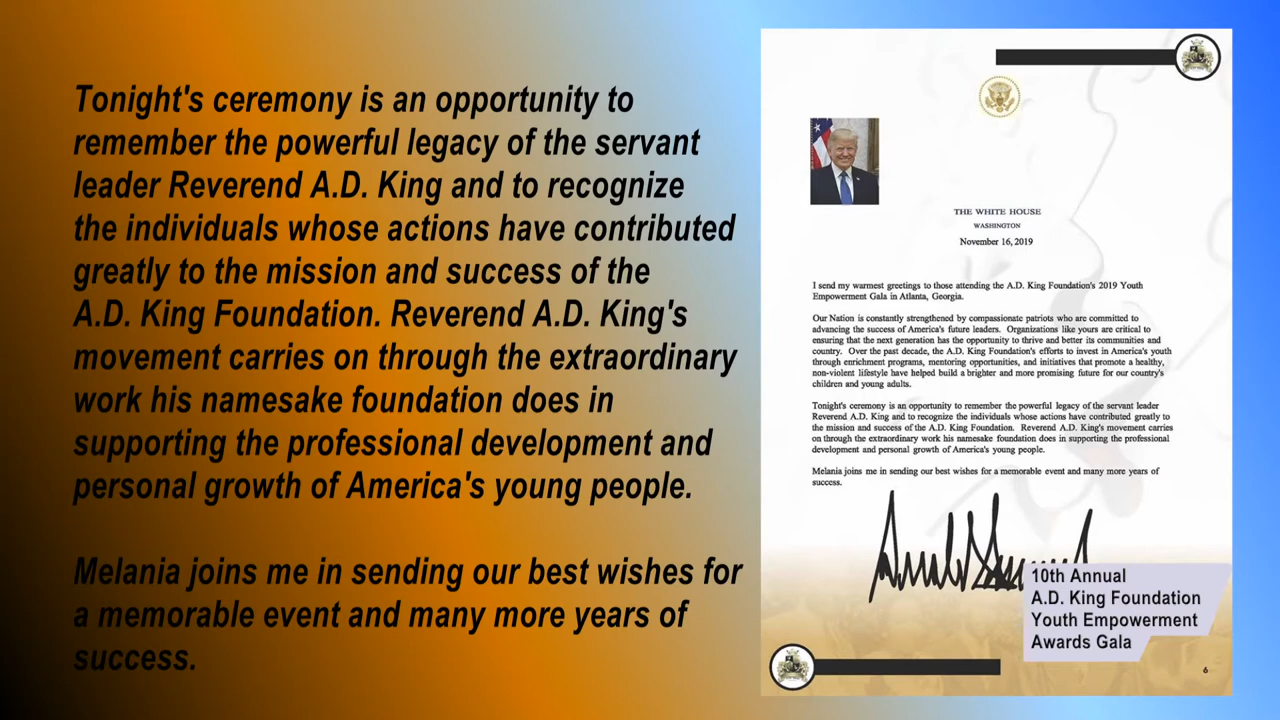 Tonight's ceremony is an opportunity to
remember the powerful legacy of the servant
leader Reverend A.D. King and to recognize
the individuals whose actions have contributed
greatly to the mission and success of the
A.D. King Foundation. Reverend A.D. King's
movement carries on through the extraordinary
work his namesake foundation does in
supporting the professional development and
personal growth of America's young people.
Melania joins me in sending our best wishes for
a memorable event and many more years of
success.
THE WHITE HOUSE
WASHINGTON
November 16, 2019
I send my warmest greetings to those attending the A.D. King Foundation's 2019 Youth
Empowerment Gala in Atlanta, Georgia.
Our Nation is constantly strengthened by compassionate patriots who are committed to
advancing the success of America's future leaders. Organizations like yours are critical to
ensuring that the next generation has the opportunity to thrive and better its communities and
country. Over the past decade, the A.D. King Foundation's efforts to invest in America's youth
through enrichment programs, mentoring opportunities, and initiatives that promote a healthy,
non-violent lifestyle have helped build a brighter and more promising future for our country's
children and young adults.
Tonight's ceremony is an opportunity to remember the powerful legacy of the servant leader
Reverend A.D. King and to recognize the individuals whose actions have contributed greatly to
the mission and success of the A.D. King Foundation. Reverend A.D. King's movement carries
on through the extraordinary work his namesake foundation does in supporting the professional
development and personal growth of America's young people.
Melania joins me in sending our best wishes for a memorable event and many more years of
success.
10th Annual
A.D. King Foundation
Youth Empowerment
Awards Gala
6